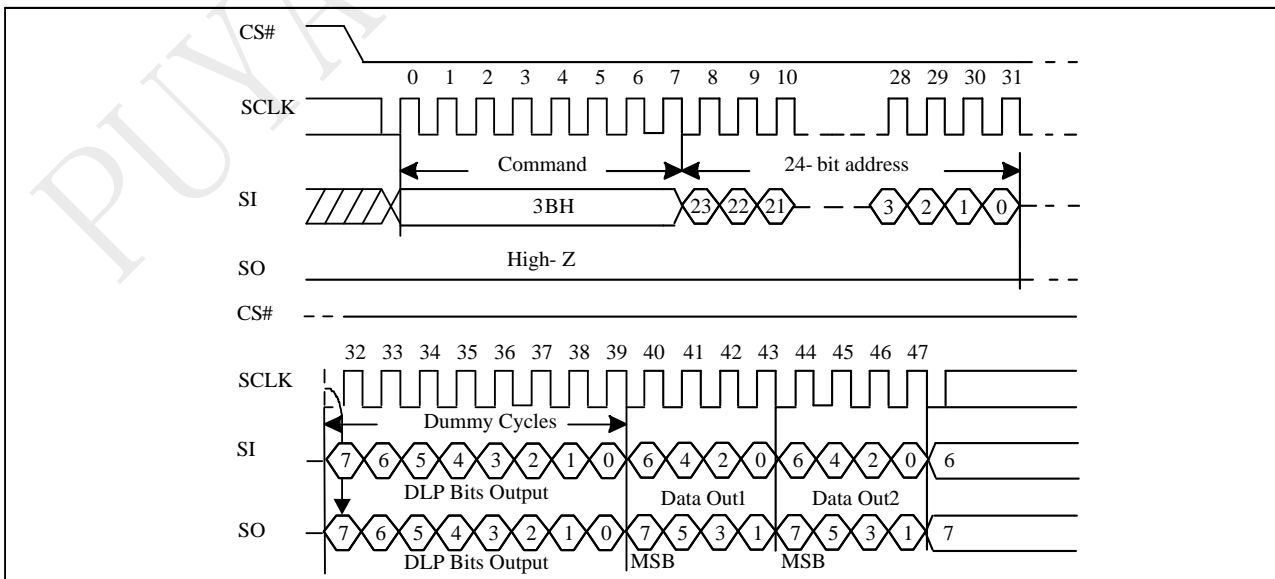 PUYA
CS#
0 1 2 3 4 5 6 7 8 9 10 28 29 30 31
SCLK
Command 24- bit address
SI 3BH 23 22 21 3 2 1 0
SO High- Z
CS#
32 33 34 35 36 37 38 39 40 41 42 43 44 45 46 47
SCLK
Dummy Cycles
SI 7 6 5 4 3 2 1 0 6 4 2 0 6 4 2 0 6
DLP Bits Output Data Out1 Data Out2
SO 7 6 5 4 3 2 1 0 7 5 3 1 7 5 3 1 7
DLP Bits Output MSB MSB